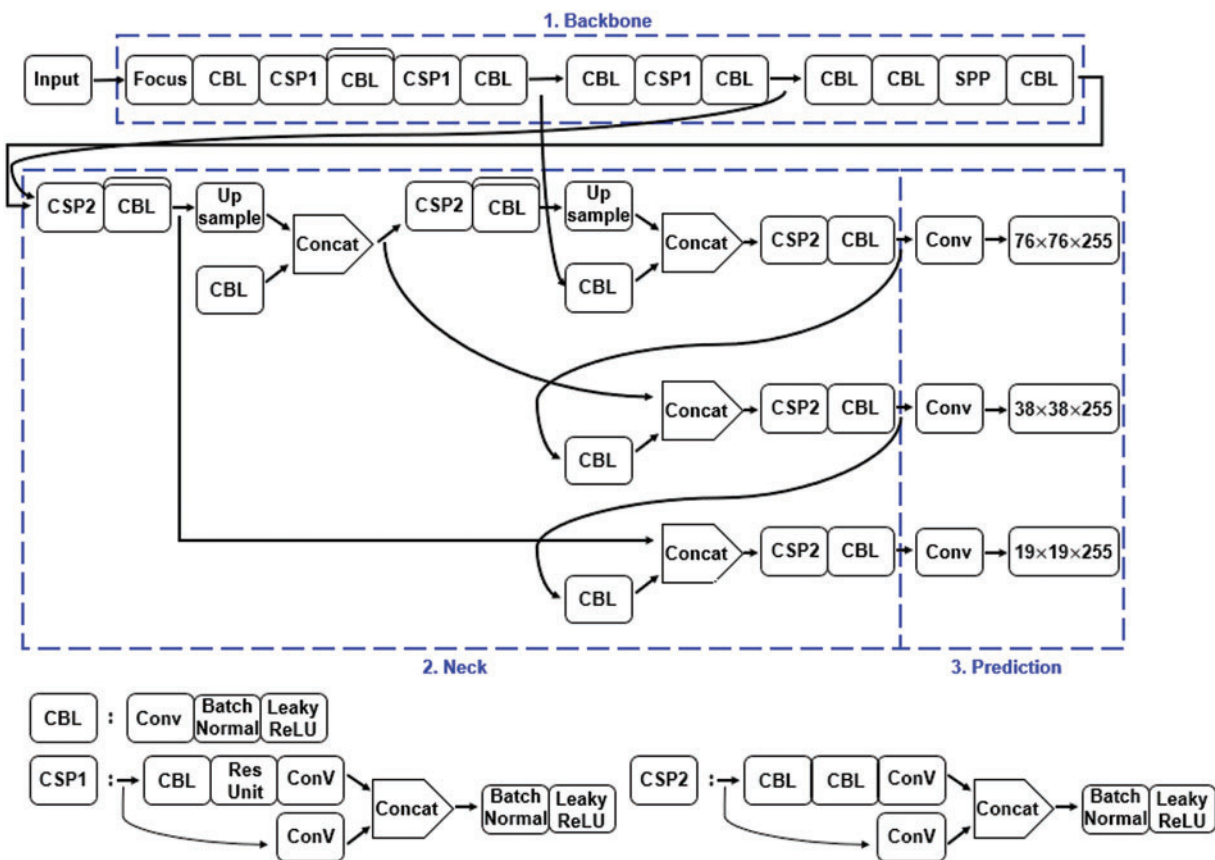 1. Backbone
Input
Focus CBL CSP1 CBL CSP1 CBL
CBL CSP1 CBL
CBL CBL SPP CBL
CSP2 CBL
Up
sample
CBL
Concat
CSP2 CBL
Up
sample
CBL
Concat
CSP2 CBL
Conv
76×76×255
CBL
Concat
CSP2 CBL
Conv
38×38×255
CBL
Concat
CSP2 CBL
Conv
19×19×255
2. Neck
3. Prediction
CBL : Conv
Batch
Normal
Leaky
ReLU
CSP1 :
CBL
Res
Unit
ConV
ConV
Concat
Batch
Normal
Leaky
ReLU
CSP2 :
CBL CBL ConV
ConV
Concat
Batch
Normal
Leaky
ReLU